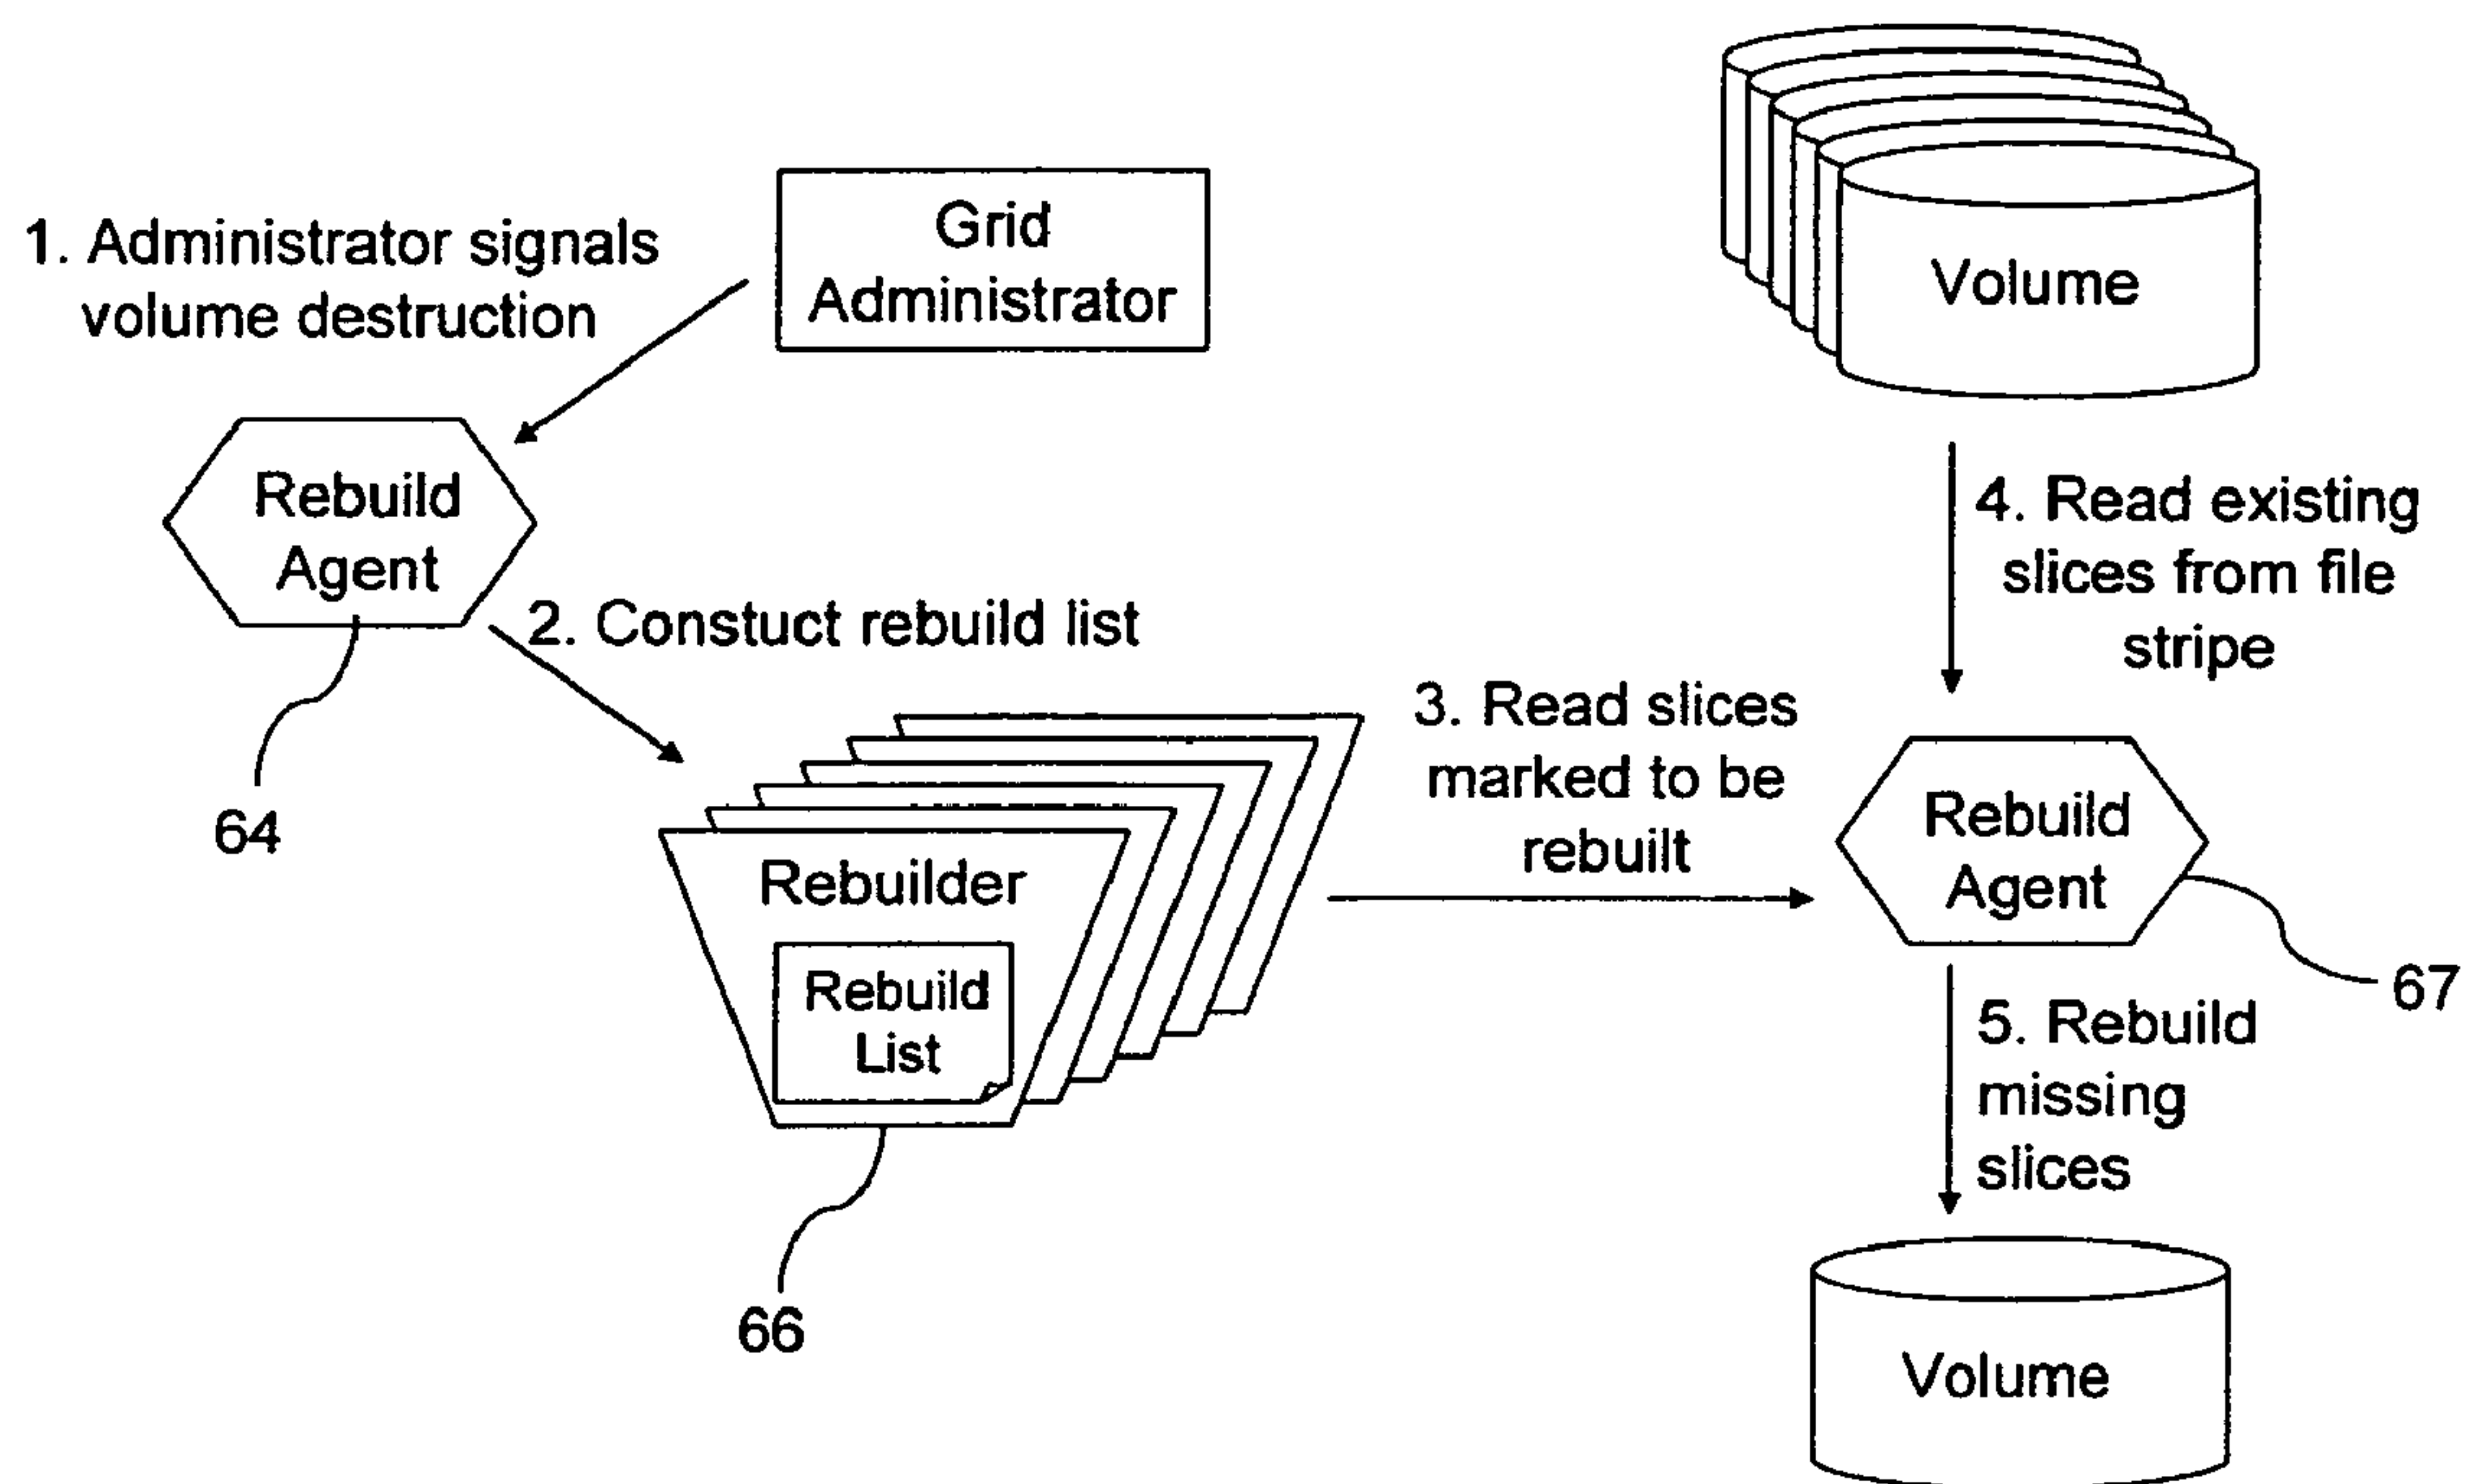 1. Administrator signals
volume destruction
Grid
Administrator
Volume
Rebuild
Agent
64
2. Constuct rebuild list
Rebuilder
Rebuild
List
66
3. Read slices
marked to be
rebuilt
4. Read existing
slices from file
stripe
Rebuild
Agent
67
5. Rebuild
missing
slices
Volume